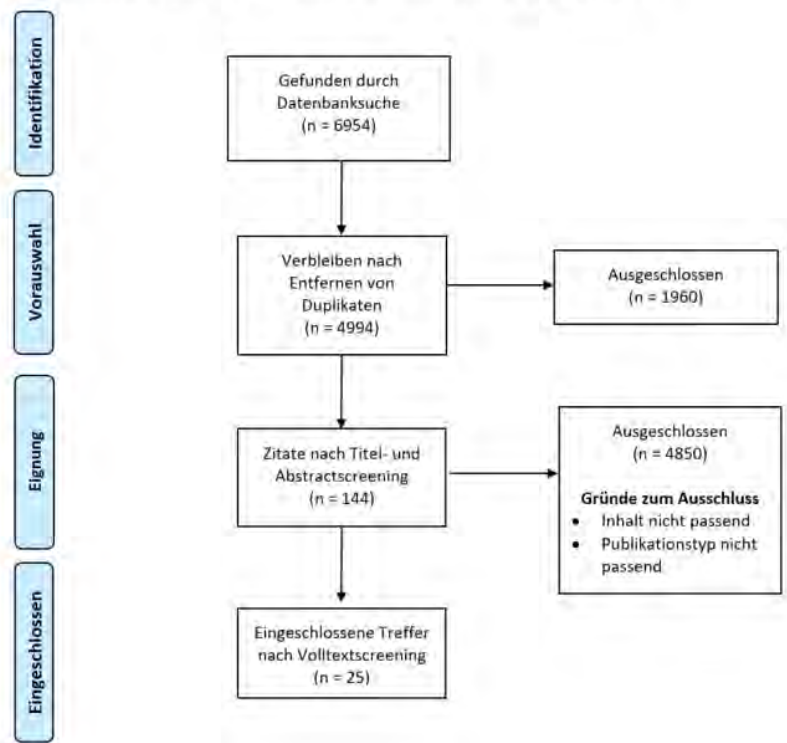 Identifikation
Gefunden durch
Datenbanksuche
(n = 6954)
Vorauswahl
Verbleiben nach
Entfernen von
Duplikaten
(n = 4994)
Ausgeschlossen
(n = 1960)
Eignung
Zitate nach Titel- und
Abstractscreening
(n = 144)
Ausgeschlossen
(n = 4850)
Gründe zum Ausschluss
• Inhalt nicht passend
• Publikationstyp nicht
passend
Eingeschlossen
Eingeschlossene Treffer
nach Volltextscreening
(n = 25)